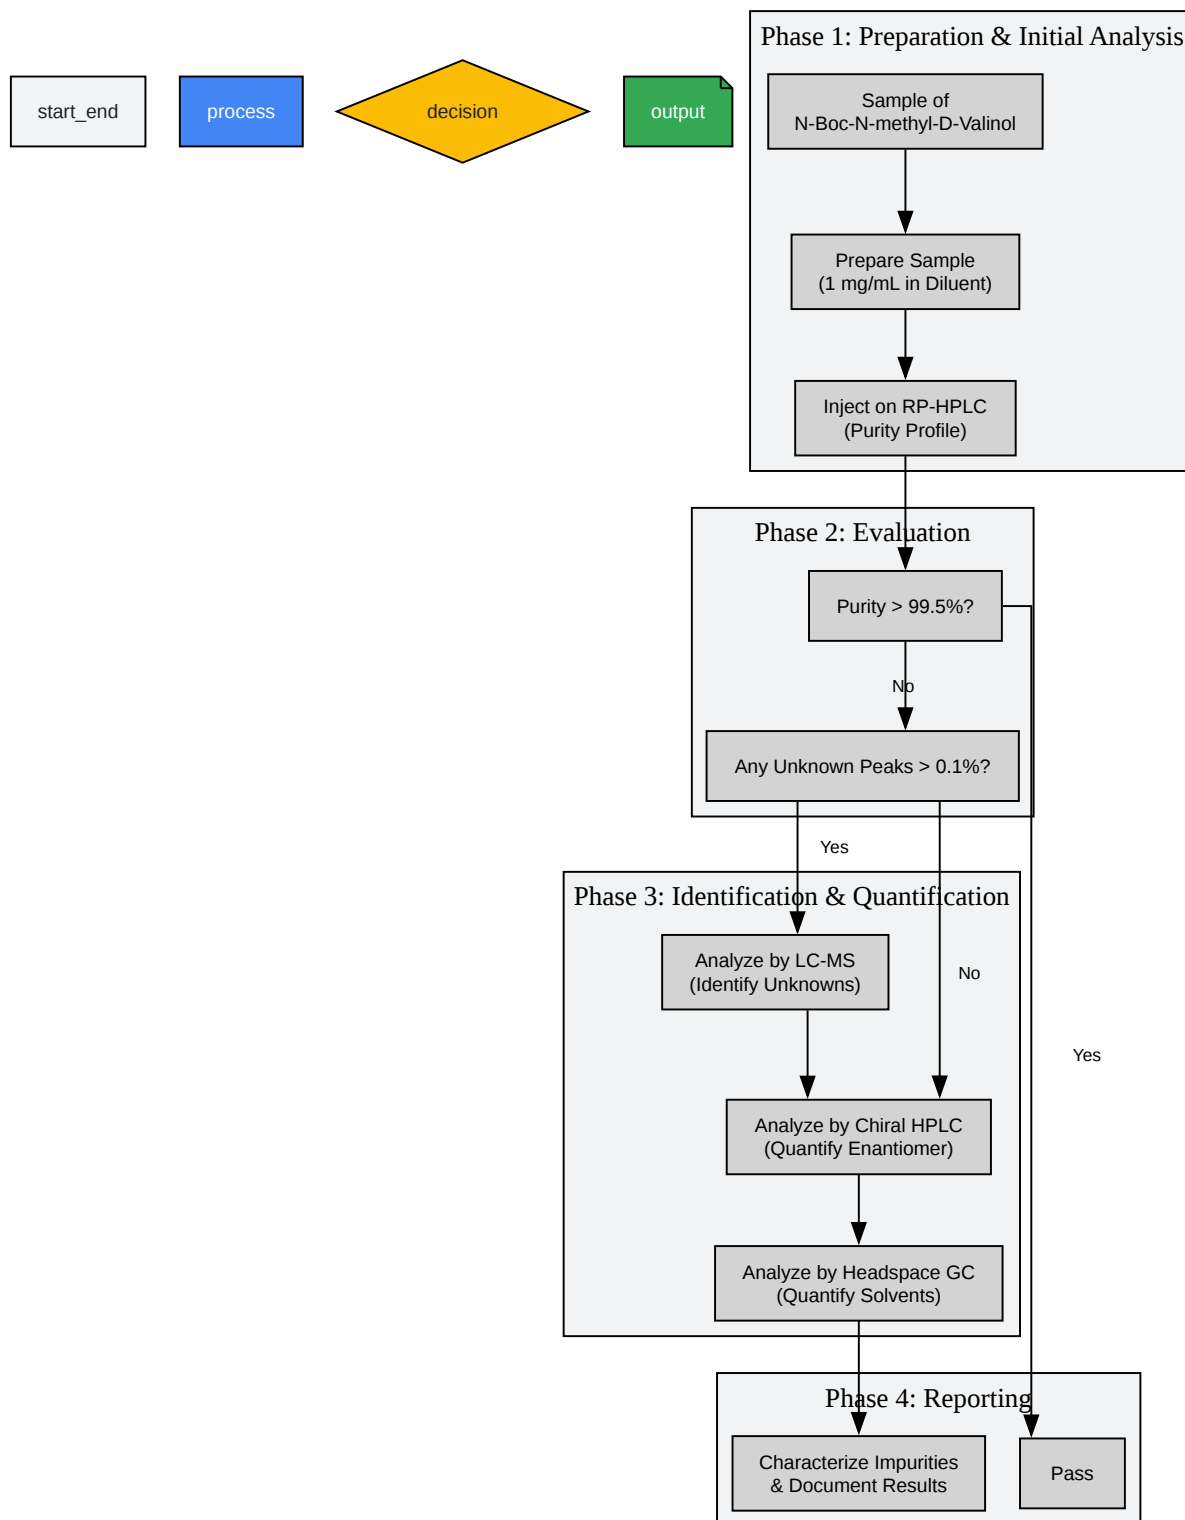 Phase 1: Preparation & Initial Analysis
start_end
process
decision
output
Sample of
N-Boc-N-methyl-D-Valinol
Prepare Sample
(1 mg/mL in Diluent)
Inject on RP-HPLC
(Purity Profile)
Phase 2: Evaluation
Purity > 99.5%?
No
Any Unknown Peaks > 0.1%?
Yes
Phase 3: Identification & Quantification
Analyze by LC-MS
(Identify Unknowns)
No
Yes
Analyze by Chiral HPLC
(Quantify Enantiomer)
Analyze by Headspace GC
(Quantify Solvents)
Phase 4: Reporting
Characterize Impurities
& Document Results
Pass